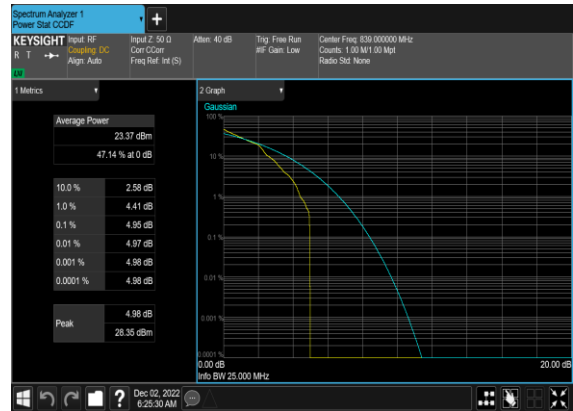 Spectrum Analyzer 1
Power Stat CCDF
KEYSIGHT
R T
LV
Input: RF
Coupling: DC
Align: Auto
Input Z: 50 Ω
Corr CCorr
Freq Ref: Int (S)
Atten: 40 dB
Trig: Free Run
#IF Gain: Low
Center Freq: 839.000000 MHz
Counts: 1.00 M/1.00 Mpt
Radio Std: None
1 Metrics
Average Power
23.37 dBm
47.14 % at 0 dB
10.0 % 2.58 dB
1.0 % 4.41 dB
0.1 % 4.95 dB
0.01 % 4.97 dB
0.001 % 4.98 dB
0.0001 % 4.98 dB
Peak
4.98 dB
28.35 dBm
2 Graph
Gaussian
100 %
10 %
1 %
0.1 %
0.01 %
0.001 %
0.0001 %
0.00 dB
20.00 dB
Info BW 25.000 MHz
?
Dec 02, 2022
6:25:30 AM